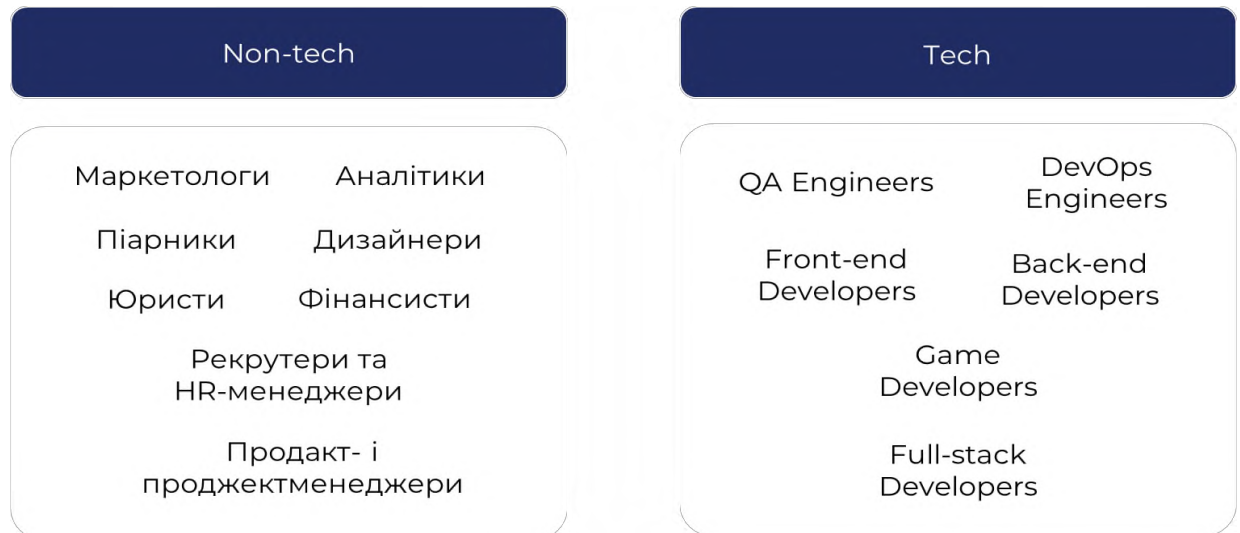 Non-tech
Маркетологи
Аналітики
Піарники
Дизайнери
Юристи
Фінансисти
Рекрутери та
HR-менеджери
Продакт- і
проджектменеджери
Tech
QA Engineers
DevOps
Engineers
Front-end
Developers
Back-end
Developers
Game
Developers
Full-stack
Developers